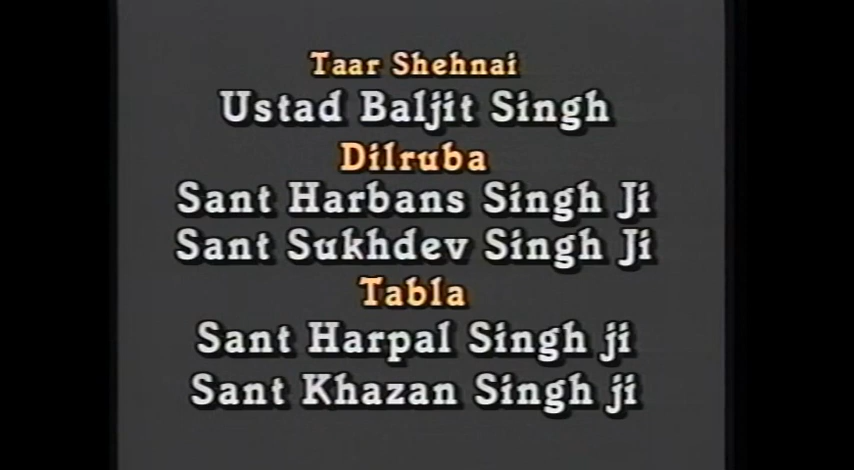 Taar Shehnai
Ustad Baljit Singh
Dilruba
Sant Harbans Singh Ji
Sant Sukhdev Singh Ji
Tabla
Sant Harpal Singh ji
Sant Khazan Singh ji